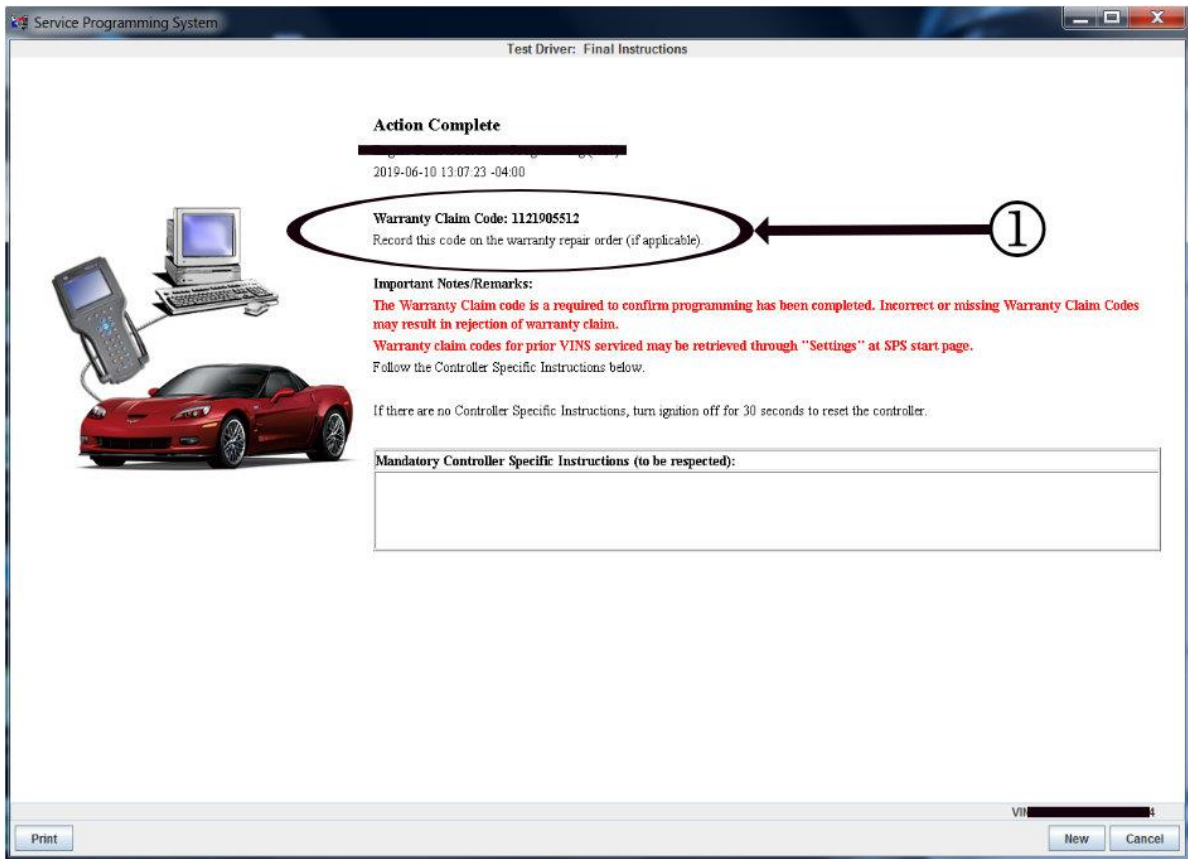 Service Programming System
Test Driver: Final Instructions
Action Complete
2019-06-10 13:07:23 -04:00
Warranty Claim Code: 1121905512
Record this code on the warranty repair order (if applicable).
1
Important Notes/Remarks:
The Warranty Claim code is a required to confirm programming has been completed. Incorrect or missing Warranty Claim Codes
may result in rejection of warranty claim.
Warranty claim codes for prior VINS serviced may be retrieved through "Settings" at SPS start page.
Follow the Controller Specific Instructions below.
If there are no Controller Specific Instructions, turn ignition off for 30 seconds to reset the controller.
Mandatory Controller Specific Instructions (to be respected):
VIN 4
Print
New
Cancel